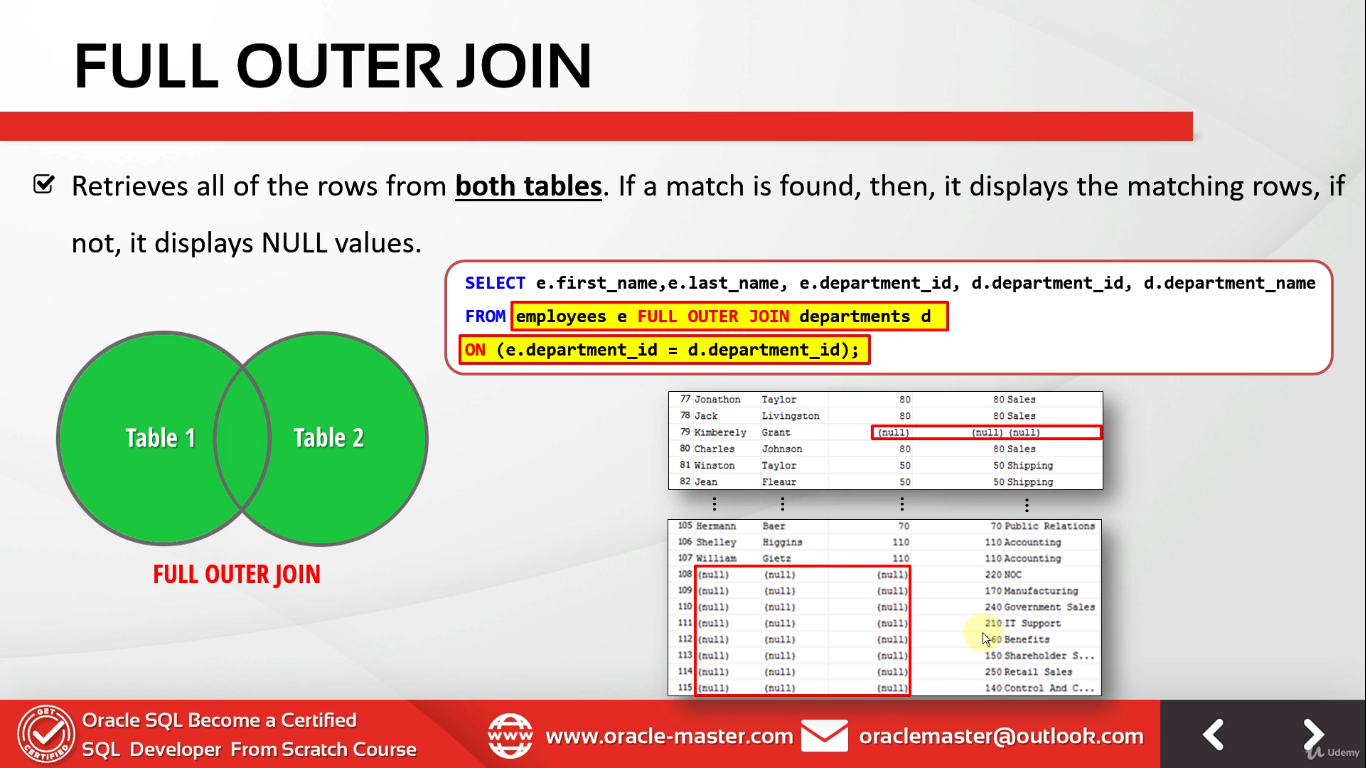 FULL OUTER JOIN
Retrieves all of the rows from both tables. If a match is found, then, it displays the matching rows, if
not, it displays NULL values.
SELECT e.first_name,e.last_name, e.department_id, d.department_id, d.department_name
FROM employees e FULL OUTER JOIN departments d
ON (e.department_id = d.department_id);
Table 1
Table 2
FULL OUTER JOIN
77 Jonathon Taylor 80 80 Sales
78 Jack Livingston 80 80 Sales
79 Kimberely Grant (null) (null) (null)
80 Charles Johnson 80 80 Sales
81 Winston Taylor 50 50 Shipping
82 Jean Fleaur 50 50 Shipping
105 Hermann Baer 70 70 Public Relations
106 Shelley Higgins 110 110 Accounting
107 William Gietz 110 110 Accounting
108 (null) (null) (null) 220 NOC
109 (null) (null) (null) 170 Manufacturing
110 (null) (null) (null) 240 Government Sales
111 (null) (null) (null) 210 IT Support
112 (null) (null) (null) Benefits
113 (null) (null) (null) 150 Shareholder S...
114 (null) (null) (null) 250 Retail Sales
115 (null) (null) (null) 140 Control And C...
GET CERTIFIED
Oracle SQL Become a Certified
SQL Developer From Scratch Course
www
www.oracle-master.com
oraclemaster@outlook.com
Udemy